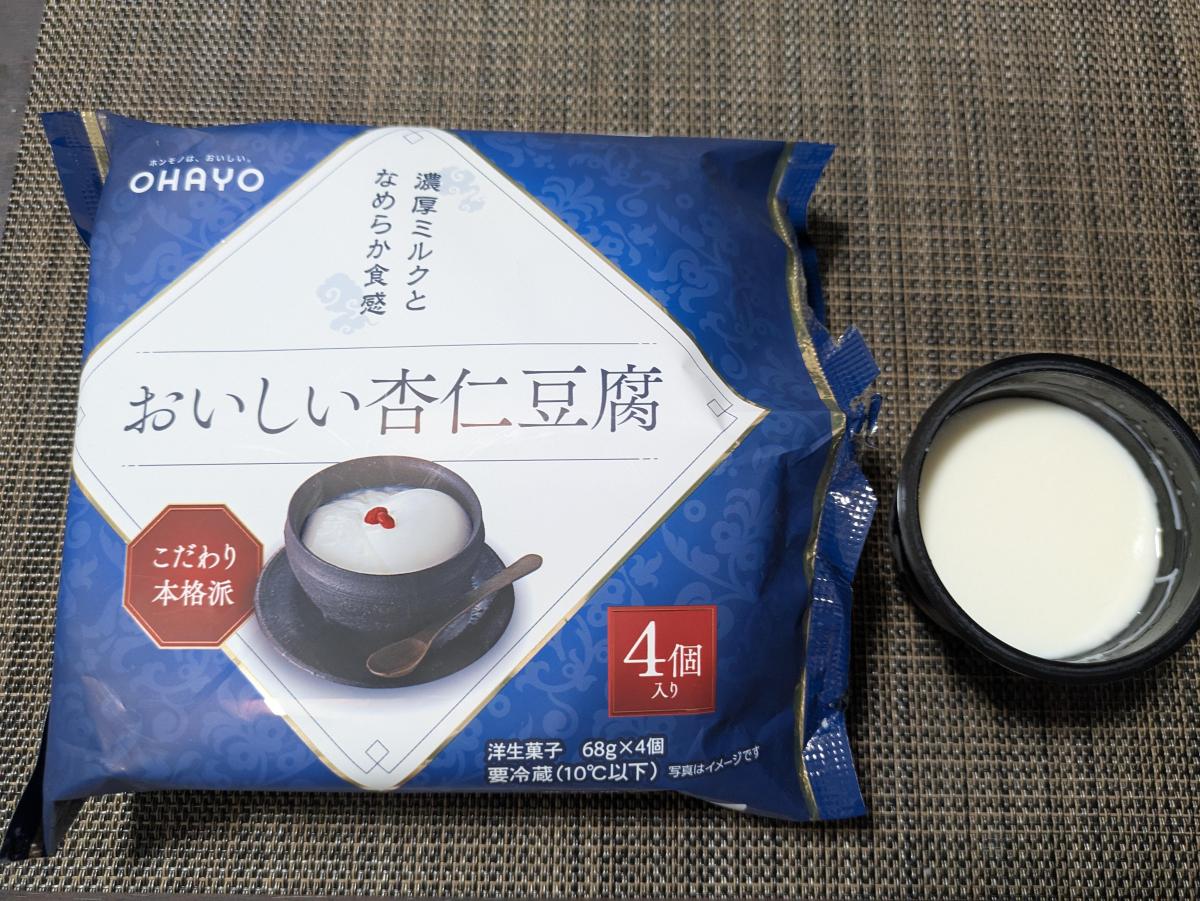 ホンモノは、おいしい。
OHAYO
濃厚ミルクと
なめらか食感
おいしい杏仁豆腐
こだわり
本格派
4個
入り
洋生菓子 68g×4個
要冷蔵(10℃以下) 写真はイメージです